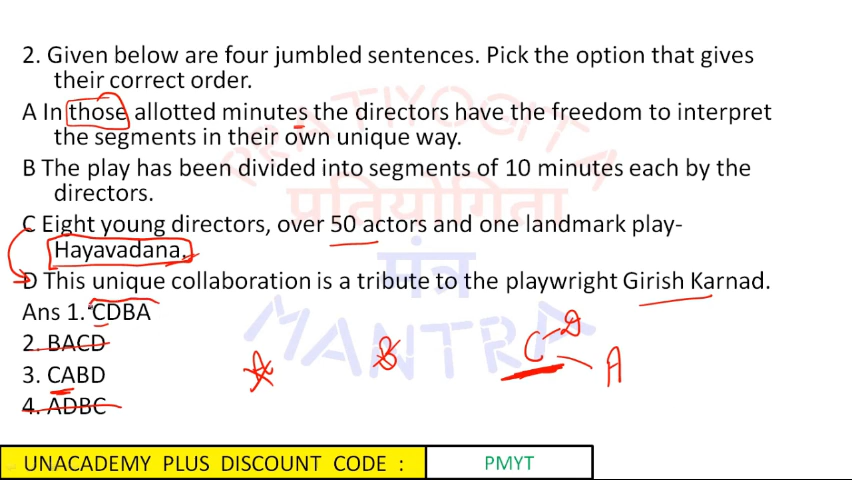 2. Given below are four jumbled sentences. Pick the option that gives
their correct order.
A In those allotted minutes the directors have the freedom to interpret
the segments in their own unique way.
B The play has been divided into segments of 10 minutes each by the
directors.
C Eight young directors, over 50 actors and one landmark play-
Hayavadana.
D This unique collaboration is a tribute to the playwright Girish Karnad.
Ans 1. CDBA
2. BACD
3. CABD
4. ADBC
A B C D A
PRATIYOGITA
प्रतियोगिता
मंत्र
MANTRA
UNACADEMY PLUS DISCOUNT CODE : PMYT